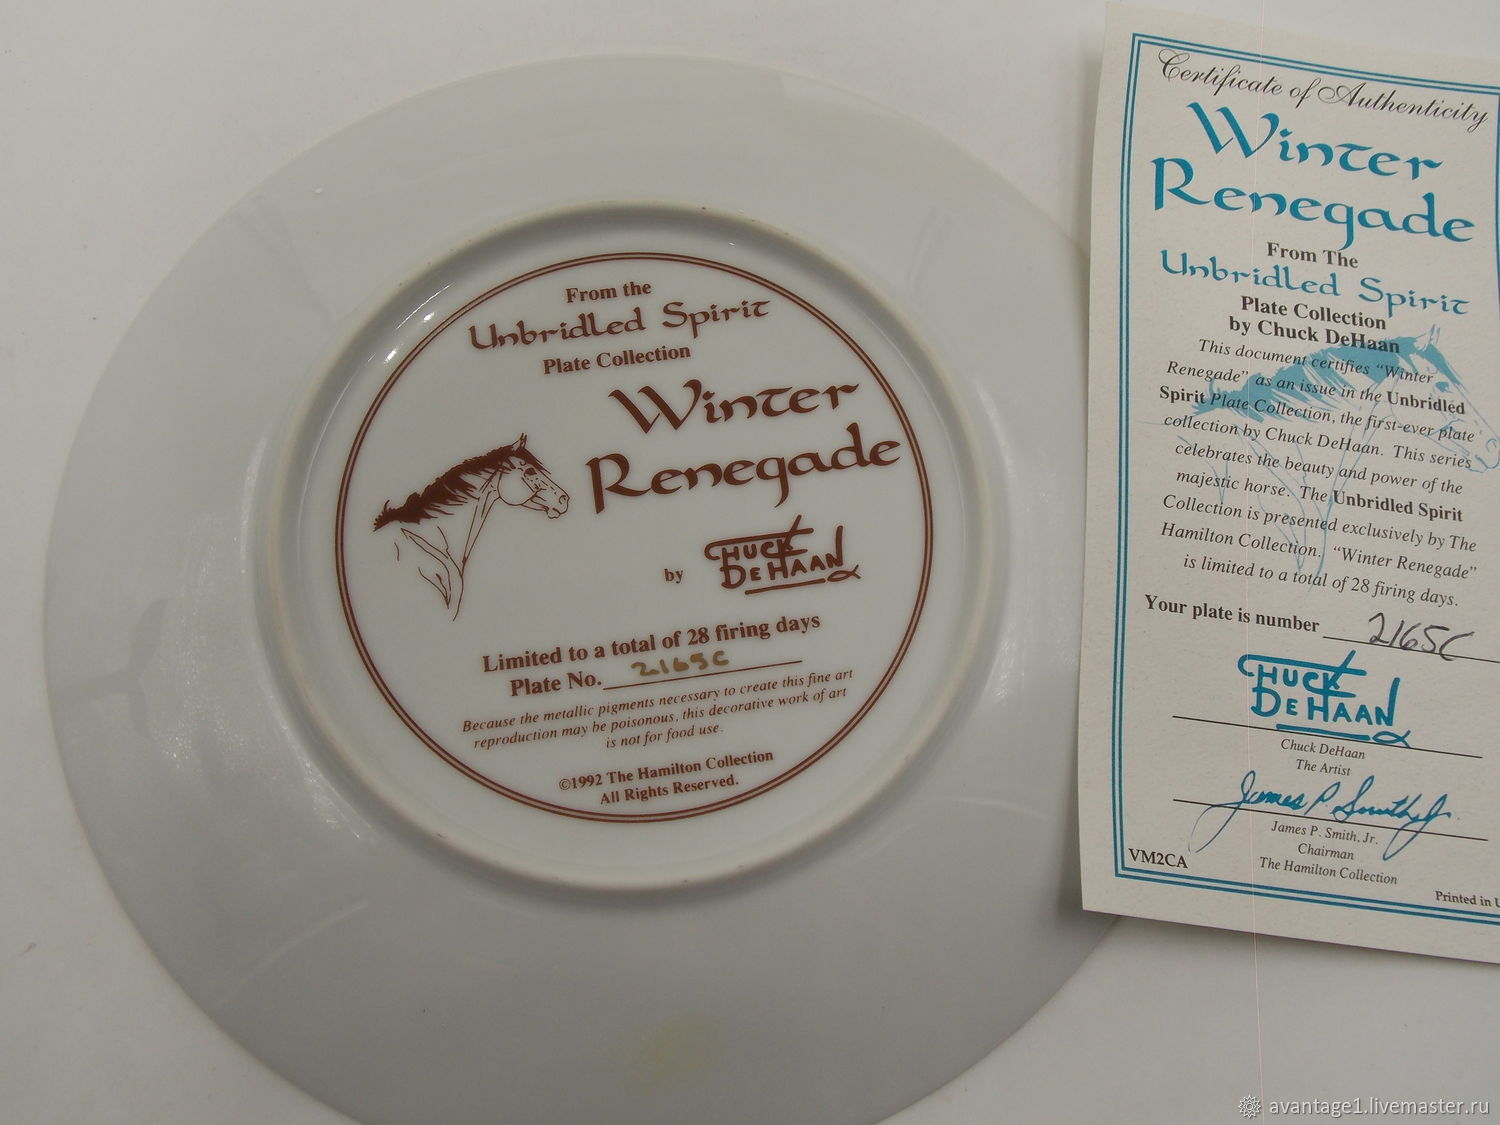 From the
Unbridled Spirit
Plate Collection
Winter
Renegade
by CHUCK
DEHAAN
Limited to a total of 28 firing days
Plate No. 2165C
Because the metallic pigments necessary to create this fine art
reproduction may be poisonous, this decorative work of art
is not for food use.
©1992 The Hamilton Collection
All Rights Reserved.
Certificate of Authenticity
Winter
Renegade
From The
Unbridled Spirit
Plate Collection
by Chuck DeHaan
This document certifies “Winter
Renegade” as an issue in the Unbridled
Spirit Plate Collection, the first-ever plate
collection by Chuck DeHaan. This series
celebrates the beauty and power of the
majestic horse. The Unbridled Spirit
Collection is presented exclusively by The
Hamilton Collection. “Winter Renegade”
is limited to a total of 28 firing days.
Your plate is number 2165C
CHUCK
DEHAAN
Chuck DeHaan
The Artist
James P. Smith Jr.
James P. Smith, Jr.
Chairman
The Hamilton Collection
VM2CA
Printed in
avantage1.livemaster.ru